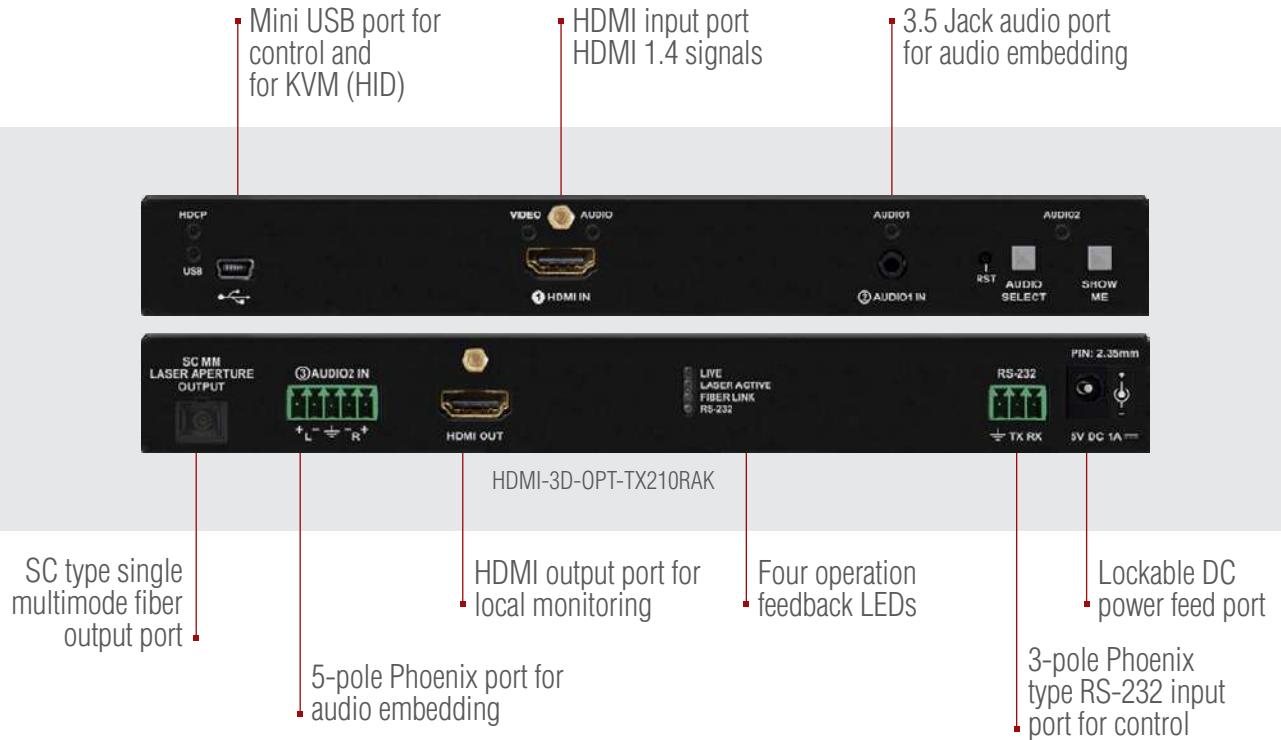 Mini USB port for
control and
for KVM (HID)
HDMI input port
HDMI 1.4 signals
3.5 Jack audio port
for audio embedding
HDCP
USB
VIDEO
AUDIO
1 HDMI IN
AUDIO1
2 AUDIO1 IN
AUDIO2
RST
AUDIO
SELECT
SHOW
ME
SC MM
LASER APERTURE
OUTPUT
3 AUDIO2 IN
+ L - - R +
HDMI OUT
LIVE
LASER ACTIVE
FIBER LINK
RS-232
RS-232
TX RX
PIN: 2.35mm
+
-
5V DC 1A
HDMI-3D-OPT-TX210RAK
SC type single
multimode fiber
output port
5-pole Phoenix port for
audio embedding
HDMI output port for
local monitoring
Four operation
feedback LEDs
3-pole Phoenix
type RS-232 input
port for control
Lockable DC
power feed port